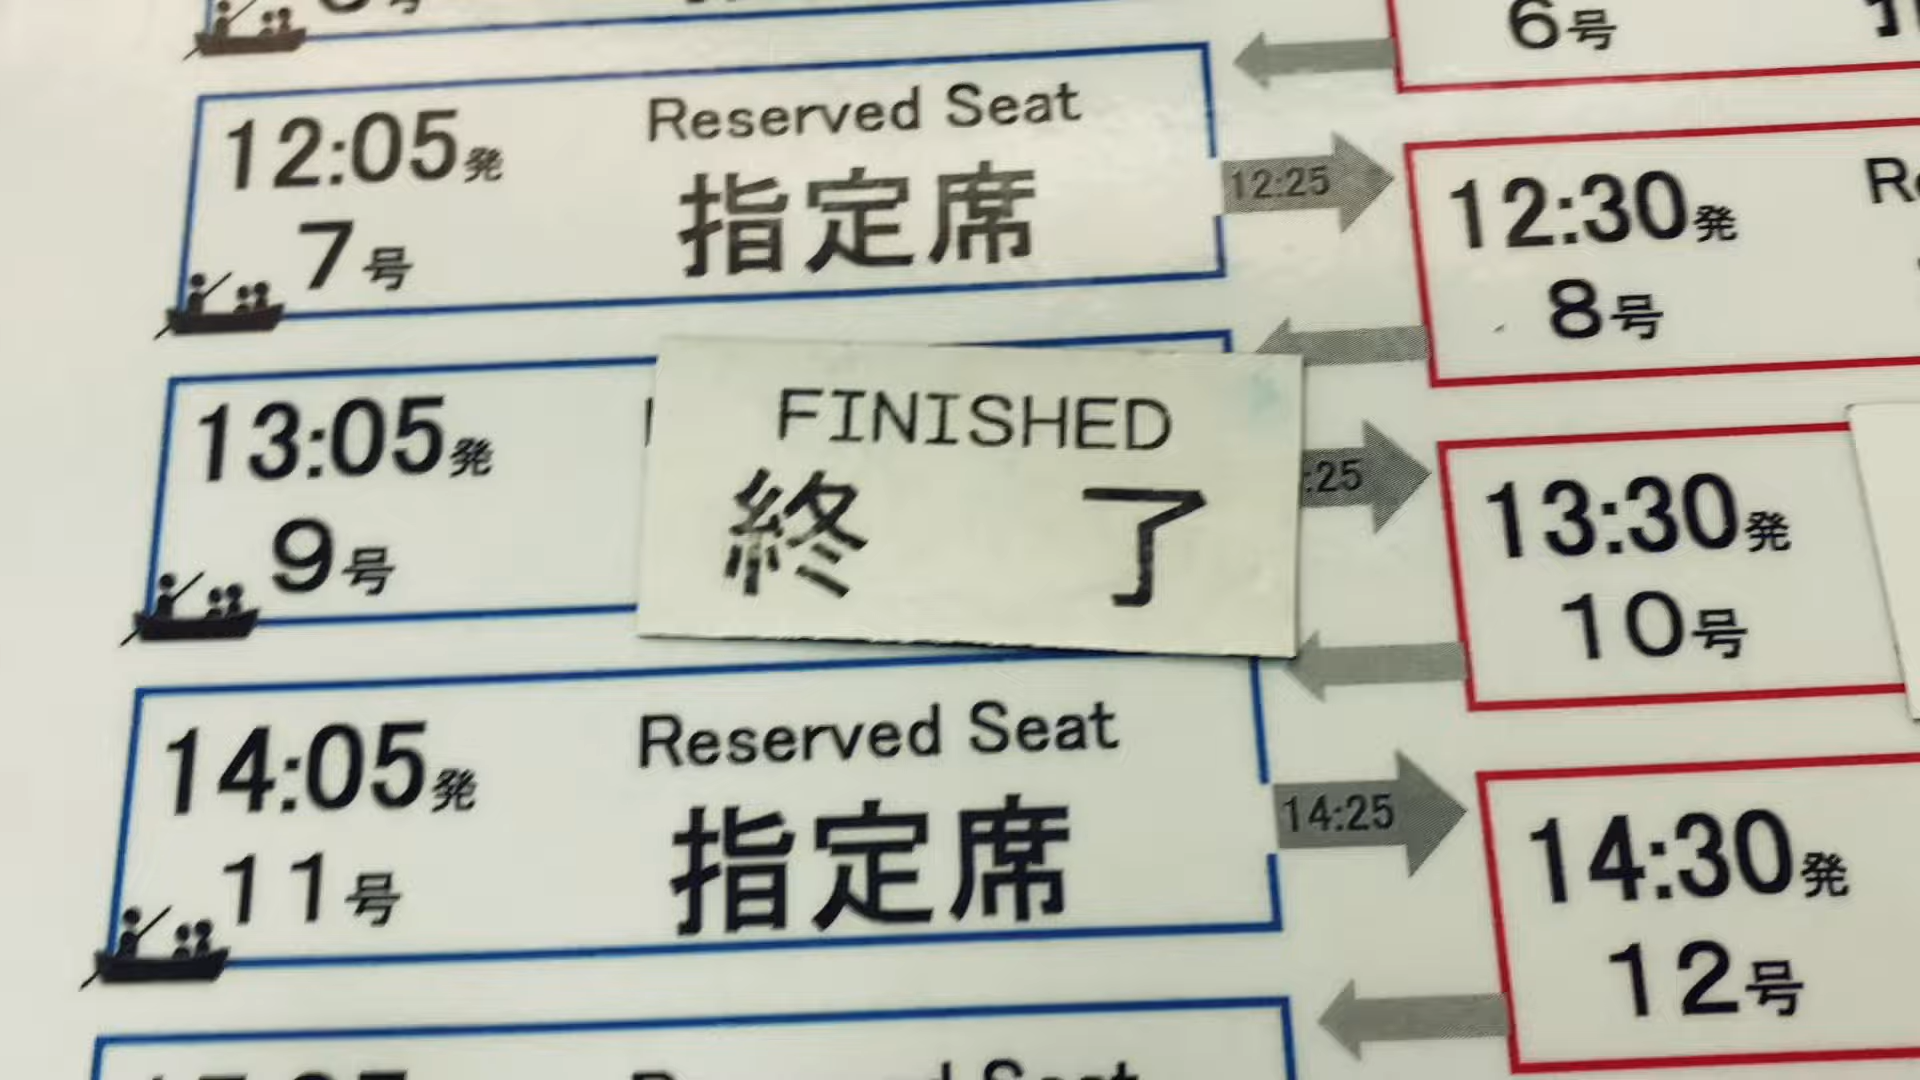 6号
12:05発
Reserved Seat
7号
指定席
12:25
12:30発
8号
13:05発
9号
FINISHED
終 了
:25
13:30発
10号
14:05発
Reserved Seat
11号
指定席
14:25
14:30発
12号